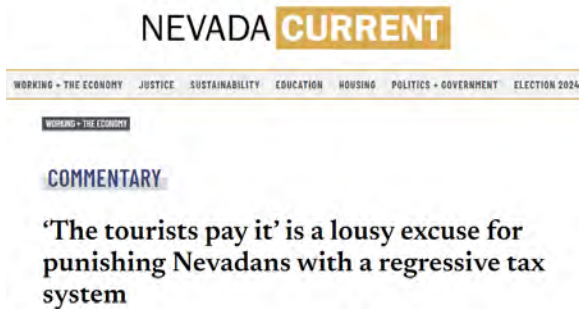 NEVADA CURRENT
WORKING + THE ECONOMY JUSTICE SUSTAINABILITY EDUCATION HOUSING POLITICS + GOVERNMENT ELECTION 2024
WORKING + THE ECONOMY
COMMENTARY
‘The tourists pay it’ is a lousy excuse for
punishing Nevadans with a regressive tax
system